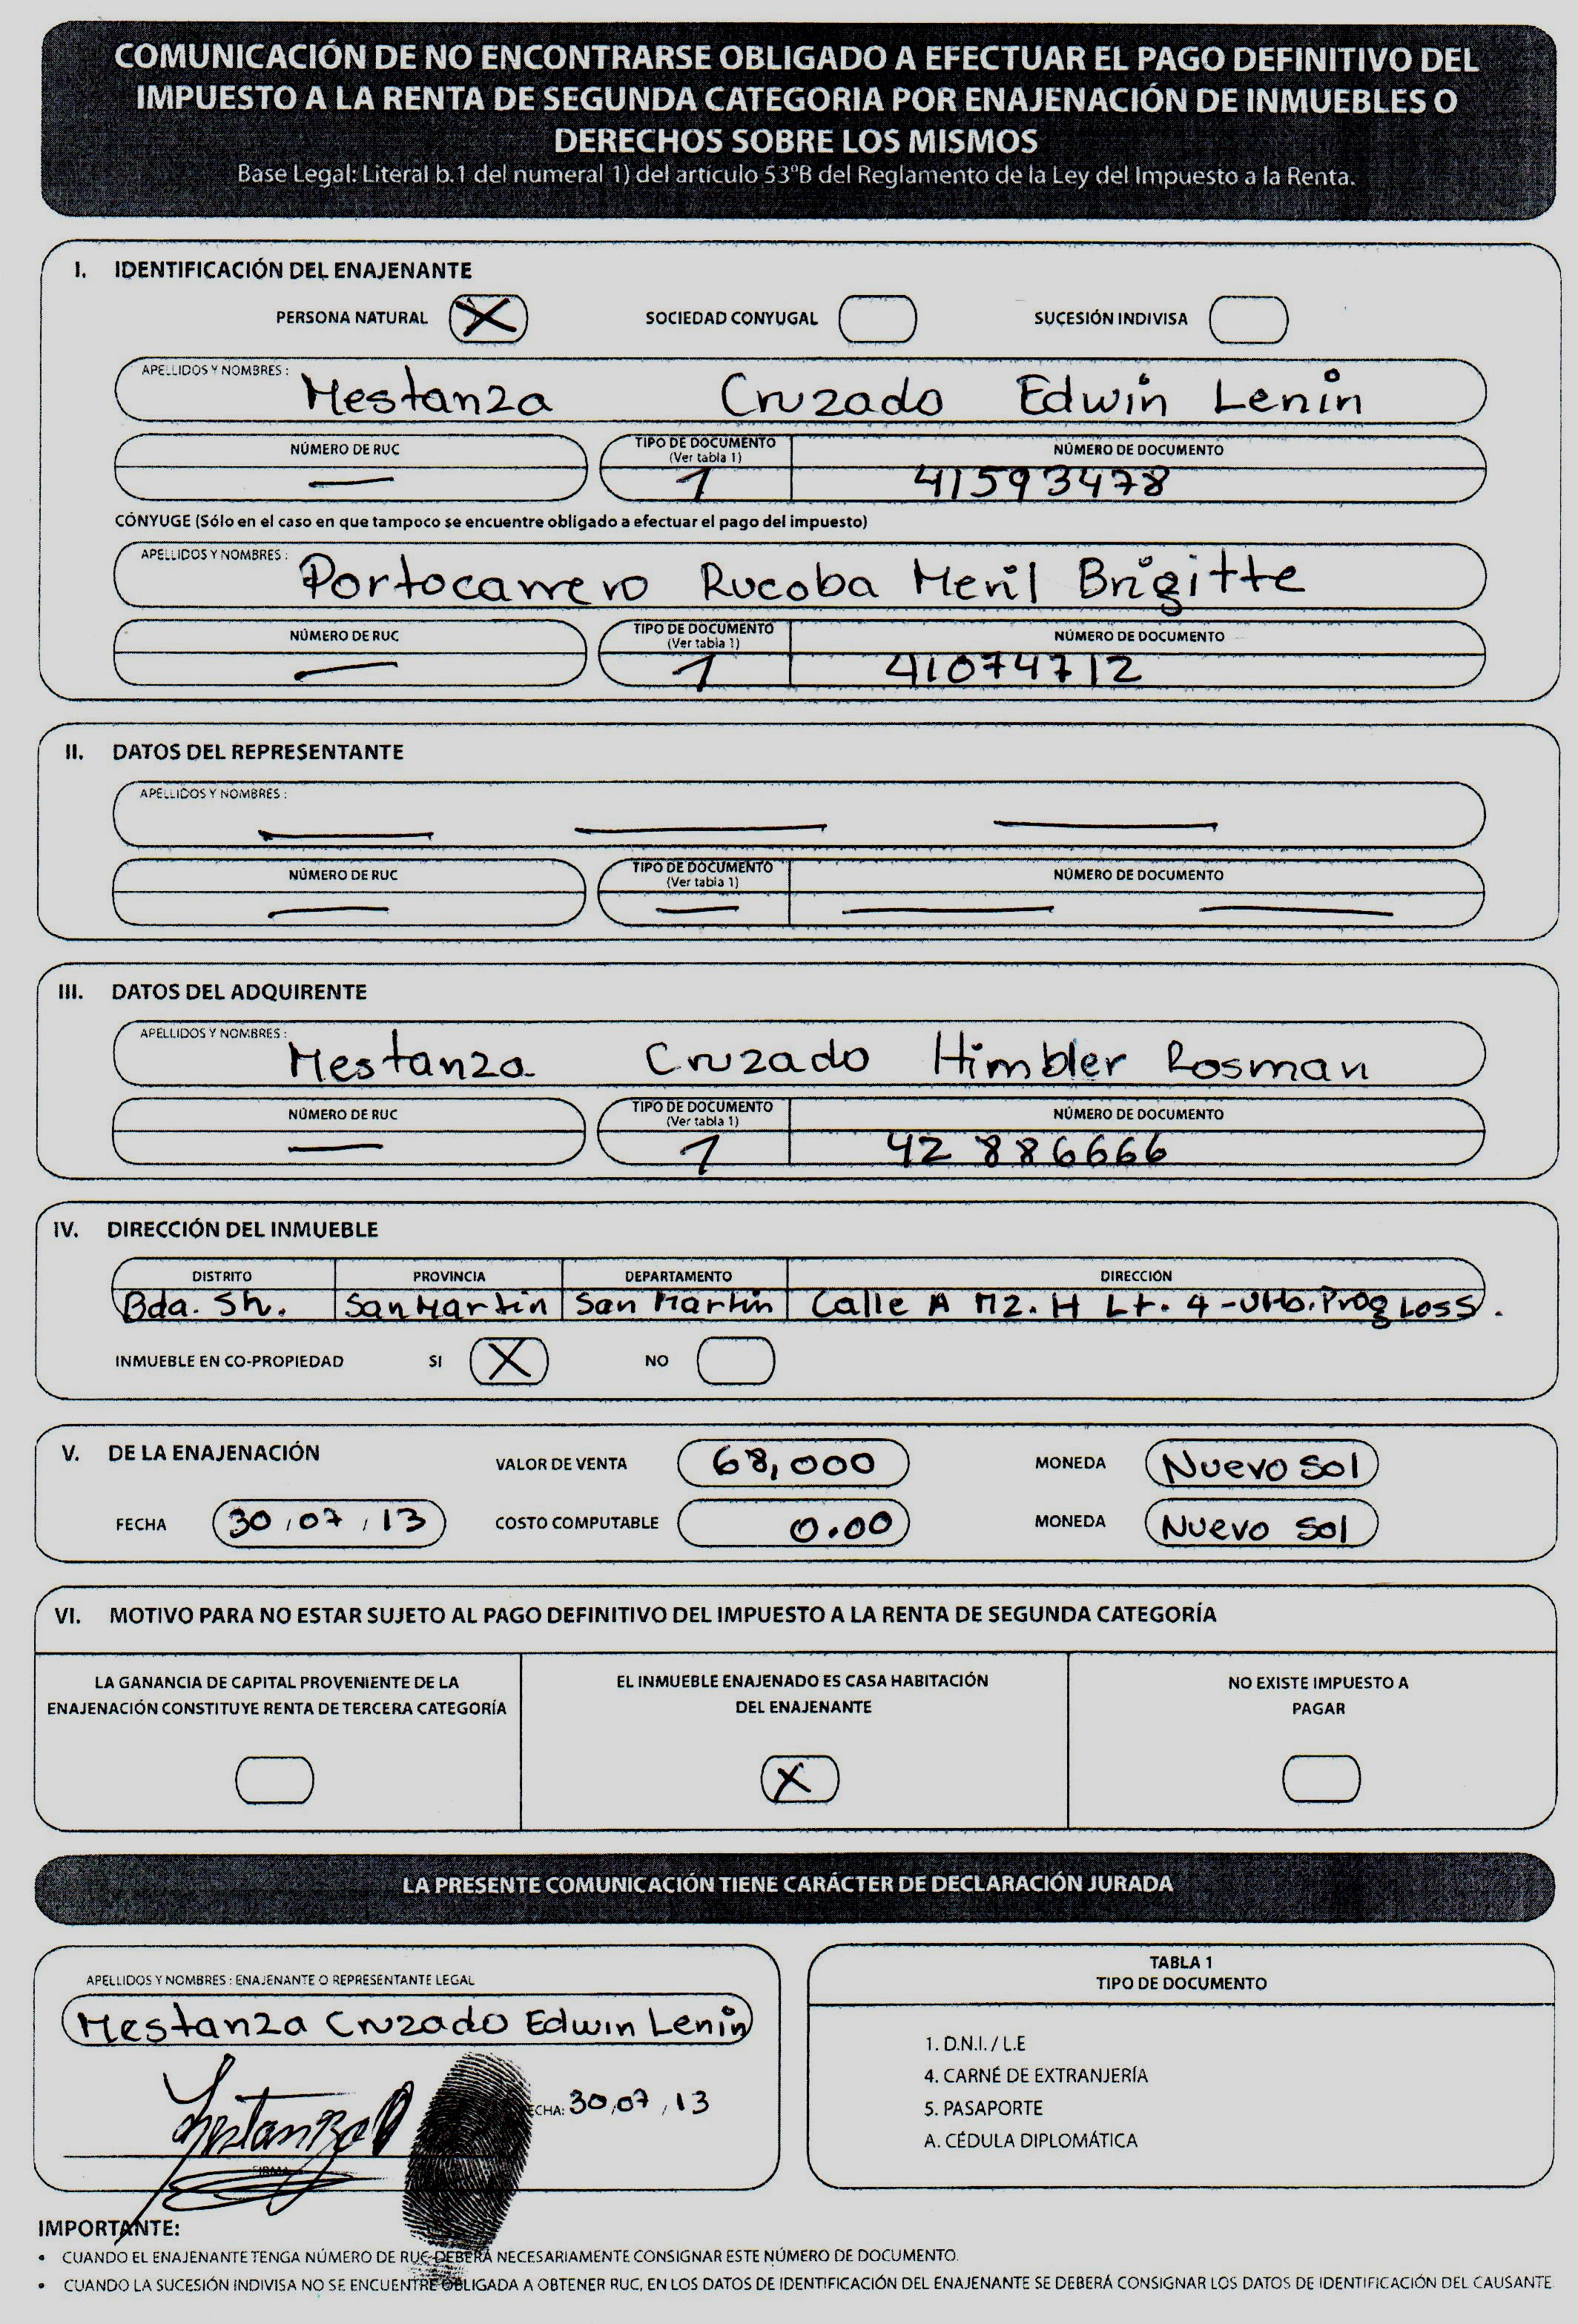 COMUNICACIÓN DE NO ENCONTRARSE OBLIGADO A EFECTUAR EL PAGO DEFINITIVO DEL
IMPUESTO A LA RENTA DE SEGUNDA CATEGORIA POR ENAJENACIÓN DE INMUEBLES O
DERECHOS SOBRE LOS MISMOS
Base Legal: Literal b.1 del numeral 1) del artículo 53°B del Reglamento de la Ley del Impuesto a la Renta.
I. IDENTIFICACIÓN DEL ENAJENANTE
PERSONA NATURAL X SOCIEDAD CONYUGAL SUCESIÓN INDIVISA
APELLIDOS Y NOMBRES : Mestanza Cruzado Edwin Lenin
NÚMERO DE RUC TIPO DE DOCUMENTO (Ver tabla 1) NÚMERO DE DOCUMENTO
— 1 41593478
CÓNYUGE (Sólo en el caso en que tampoco se encuentre obligado a efectuar el pago del impuesto)
APELLIDOS Y NOMBRES : Portocarrero Rucoba Meril Brigitte
NÚMERO DE RUC TIPO DE DOCUMENTO (Ver tabla 1) NÚMERO DE DOCUMENTO
— 1 41074712
II. DATOS DEL REPRESENTANTE
APELLIDOS Y NOMBRES : — — —
NÚMERO DE RUC TIPO DE DOCUMENTO (Ver tabla 1) NÚMERO DE DOCUMENTO
— — — —
III. DATOS DEL ADQUIRENTE
APELLIDOS Y NOMBRES : Mestanza Cruzado Himbler Rosman
NÚMERO DE RUC TIPO DE DOCUMENTO (Ver tabla 1) NÚMERO DE DOCUMENTO
— 1 42886666
IV. DIRECCIÓN DEL INMUEBLE
DISTRITO PROVINCIA DEPARTAMENTO DIRECCIÓN
Bda. Sh. San Martin San Martin Calle A Mz. H Lt. 4 - Urb. Prog Loss.
INMUEBLE EN CO-PROPIEDAD SI X NO
V. DE LA ENAJENACIÓN VALOR DE VENTA 68,000 MONEDA Nuevo Sol
FECHA 30 / 07 / 13 COSTO COMPUTABLE 0.00 MONEDA Nuevo Sol
VI. MOTIVO PARA NO ESTAR SUJETO AL PAGO DEFINITIVO DEL IMPUESTO A LA RENTA DE SEGUNDA CATEGORÍA
LA GANANCIA DE CAPITAL PROVENIENTE DE LA
ENAJENACIÓN CONSTITUYE RENTA DE TERCERA CATEGORÍA
EL INMUEBLE ENAJENADO ES CASA HABITACIÓN
DEL ENAJENANTE
X
NO EXISTE IMPUESTO A
PAGAR
LA PRESENTE COMUNICACIÓN TIENE CARÁCTER DE DECLARACIÓN JURADA
APELLIDOS Y NOMBRES : ENAJENANTE O REPRESENTANTE LEGAL
Mestanza Cruzado Edwin Lenin
FECHA: 30 / 07 / 13
FIRMA
TABLA 1
TIPO DE DOCUMENTO
1. D.N.I. / L.E
4. CARNÉ DE EXTRANJERÍA
5. PASAPORTE
A. CÉDULA DIPLOMÁTICA
IMPORTANTE:
• CUANDO EL ENAJENANTE TENGA NÚMERO DE RUC DEBERÁ NECESARIAMENTE CONSIGNAR ESTE NÚMERO DE DOCUMENTO.
• CUANDO LA SUCESIÓN INDIVISA NO SE ENCUENTRE OBLIGADA A OBTENER RUC, EN LOS DATOS DE IDENTIFICACIÓN DEL ENAJENANTE SE DEBERÁ CONSIGNAR LOS DATOS DE IDENTIFICACIÓN DEL CAUSANTE